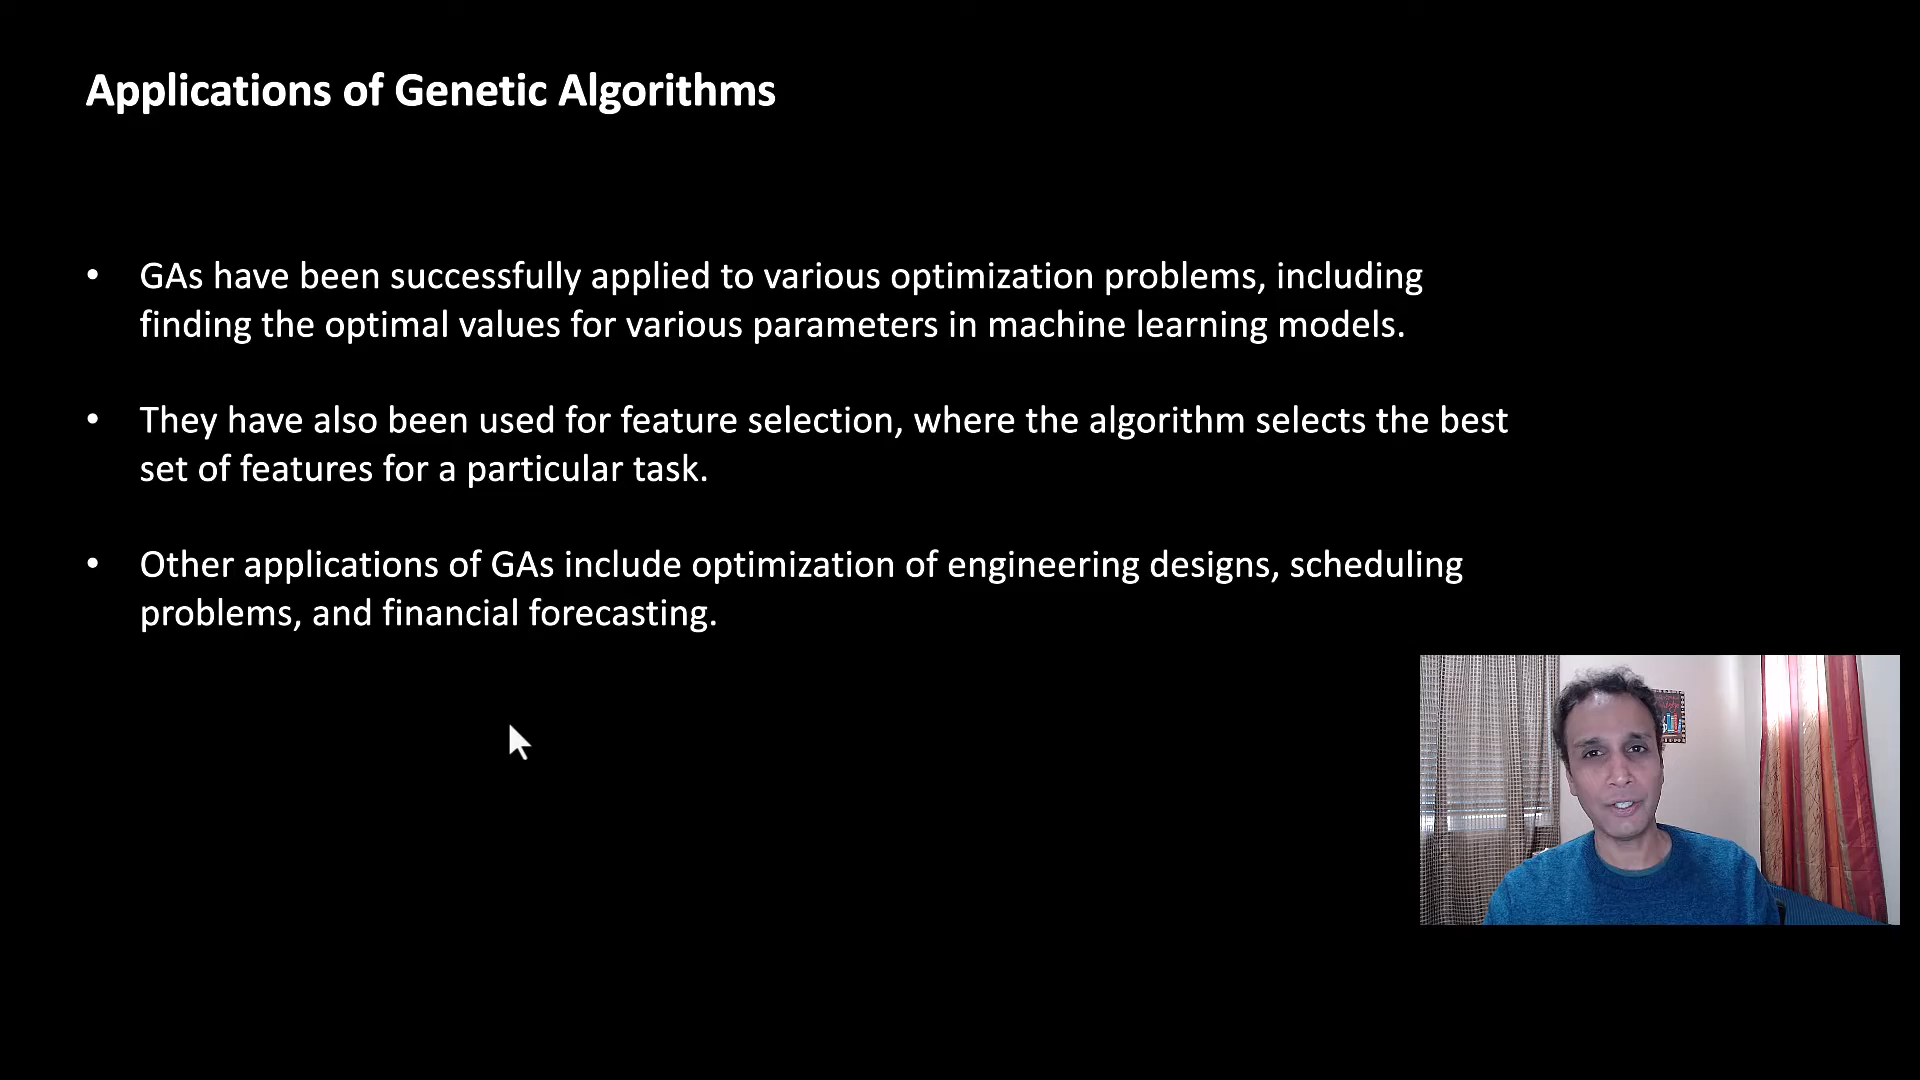 Applications of Genetic Algorithms
• GAs have been successfully applied to various optimization problems, including
finding the optimal values for various parameters in machine learning models.
• They have also been used for feature selection, where the algorithm selects the best
set of features for a particular task.
• Other applications of GAs include optimization of engineering designs, scheduling
problems, and financial forecasting.